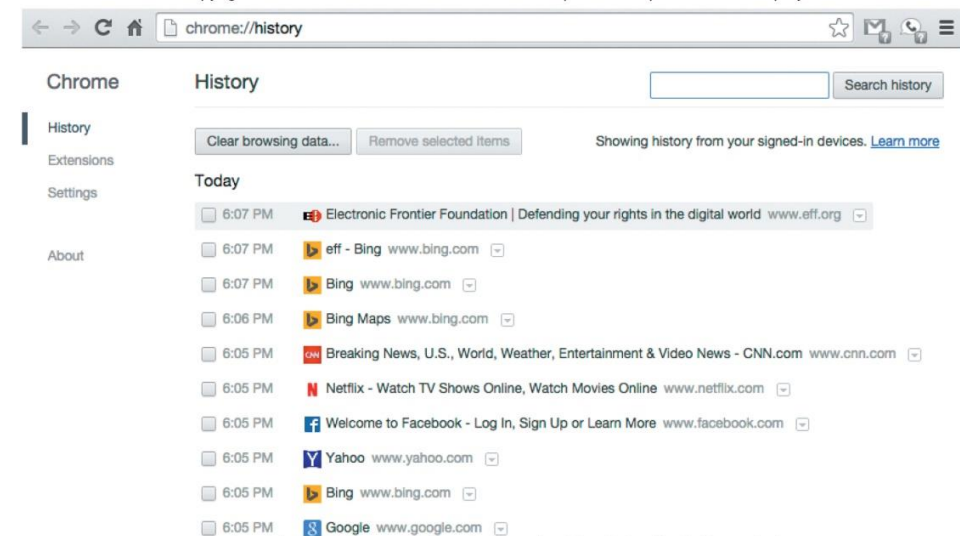 chrome://history
Chrome
History
Search history
History
Extensions
Settings
About
Clear browsing data...
Remove selected items
Showing history from your signed-in devices. Learn more
Today
6:07 PM Electronic Frontier Foundation | Defending your rights in the digital world www.eff.org
6:07 PM eff - Bing www.bing.com
6:07 PM Bing www.bing.com
6:06 PM Bing Maps www.bing.com
6:05 PM CNN Breaking News, U.S., World, Weather, Entertainment & Video News - CNN.com www.cnn.com
6:05 PM Netflix - Watch TV Shows Online, Watch Movies Online www.netflix.com
6:05 PM Welcome to Facebook - Log In, Sign Up or Learn More www.facebook.com
6:05 PM Yahoo www.yahoo.com
6:05 PM Bing www.bing.com
6:05 PM Google www.google.com